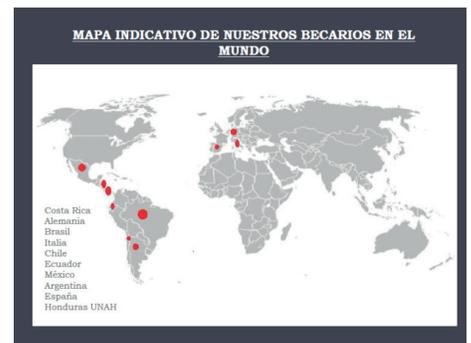 MAPA INDICATIVO DE NUESTROS BECARIOS EN EL
MUNDO
Costa Rica
Alemania
Brasil
Italia
Chile
Ecuador
México
Argentina
España
Honduras UNAH